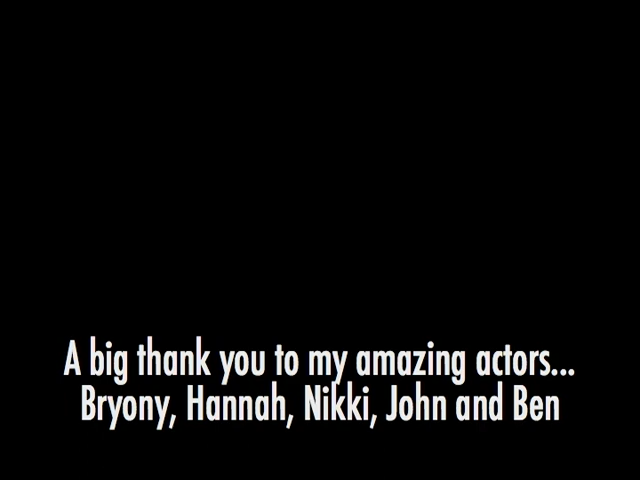 A big thank you to my amazing actors...
Bryony, Hannah, Nikki, John and Ben